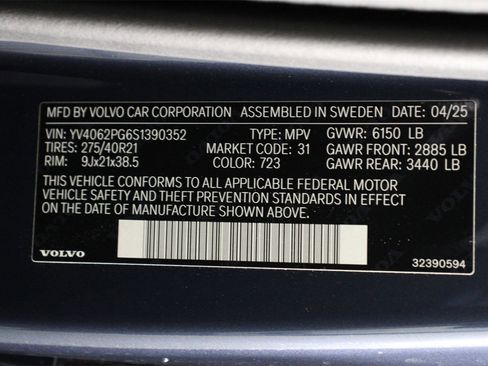 MFD BY VOLVO CAR CORPORATION ASSEMBLED IN SWEDEN DATE: 04/25
VIN: YV4062PG6S1390352 TYPE: MPV GVWR: 6150 LB
TIRES: 275/40R21 MARKET CODE: 31 GAWR FRONT: 2885 LB
RIM: 9Jx21x38.5 COLOR: 723 GAWR REAR: 3440 LB
THIS VEHICLE CONFORMS TO ALL APPLICABLE FEDERAL MOTOR
VEHICLE SAFETY AND THEFT PREVENTION STANDARDS IN EFFECT
ON THE DATE OF MANUFACTURE SHOWN ABOVE.
VOLVO
32390594